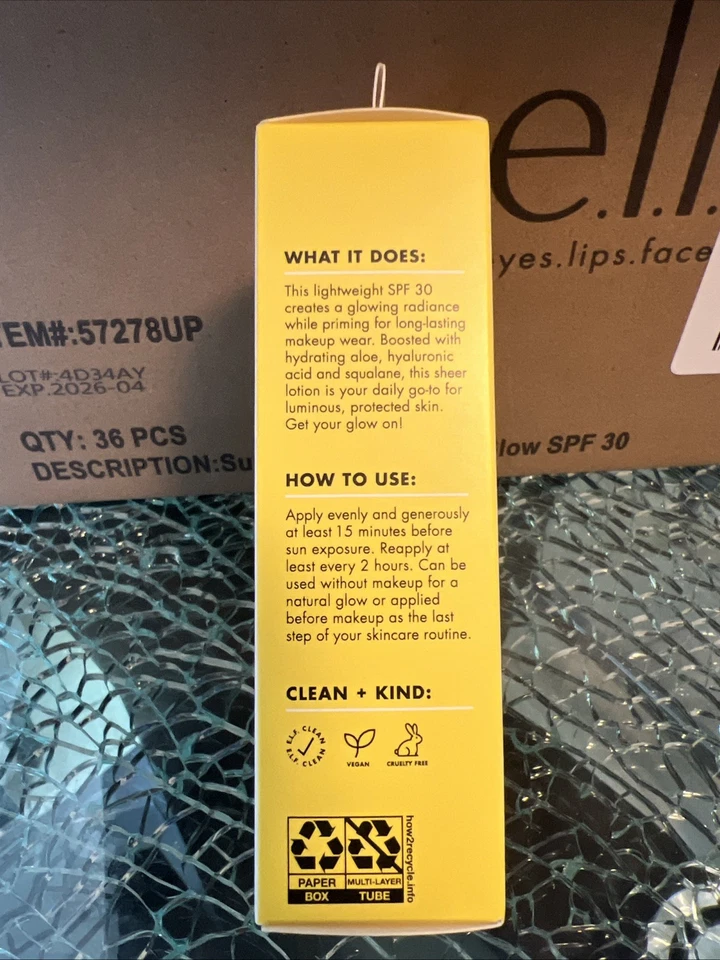 e.l.f.
eyes.lips.face
TEM#:57278UP
LOT#:4D34AY
EXP.2026-04
QTY: 36 PCS
DESCRIPTION:Su
low SPF 30
WHAT IT DOES:
This lightweight SPF 30
creates a glowing radiance
while priming for long-lasting
makeup wear. Boosted with
hydrating aloe, hyaluronic
acid and squalane, this sheer
lotion is your daily go-to for
luminous, protected skin.
Get your glow on!
HOW TO USE:
Apply evenly and generously
at least 15 minutes before
sun exposure. Reapply at
least every 2 hours. Can be
used without makeup for a
natural glow or applied
before makeup as the last
step of your skincare routine.
CLEAN + KIND:
E.L.F. CLEAN
E.L.F. CLEAN
VEGAN
CRUELTY FREE
PAPER
BOX
MULTI-LAYER
TUBE
how2recycle.info